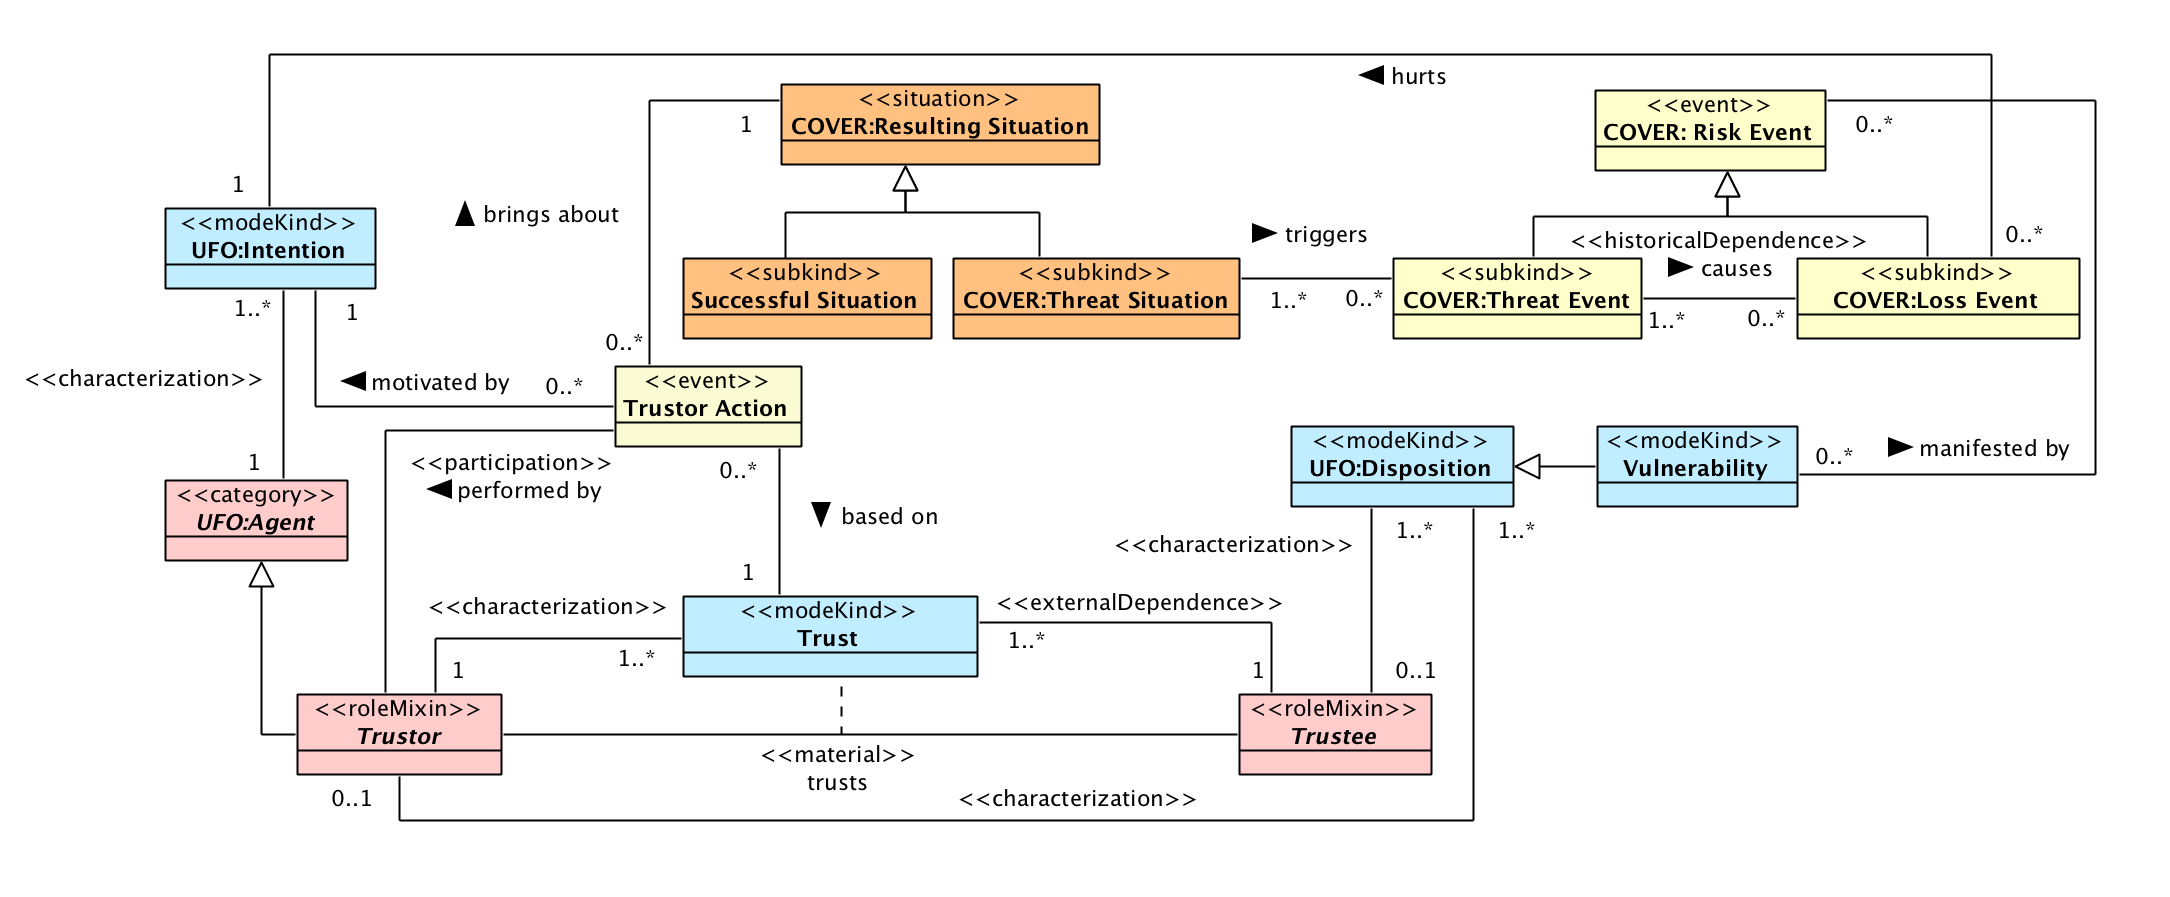 hurts
<<situation>>
COVER:Resulting Situation
1
<<event>>
COVER: Risk Event
0..*
1
<<modeKind>>
UFO:Intention
brings about
triggers
<<historicalDependence>>
causes
0..*
<<subkind>>
Successful Situation
<<subkind>>
COVER:Threat Situation
1..*
0..*
<<subkind>>
COVER:Threat Event
1..*
0..*
<<subkind>>
COVER:Loss Event
1..*
1
0..*
<<characterization>>
motivated by
0..*
<<event>>
Trustor Action
1
<<participation>>
performed by
0..*
<<modeKind>>
UFO:Disposition
<<modeKind>>
Vulnerability
0..*
manifested by
<<category>>
UFO:Agent
based on
1..*
1..*
<<characterization>>
1
<<characterization>>
<<modeKind>>
Trust
<<externalDependence>>
1..*
1..*
1
1
0..1
<<roleMixin>>
Trustor
<<roleMixin>>
Trustee
<<material>>
trusts
0..1
<<characterization>>